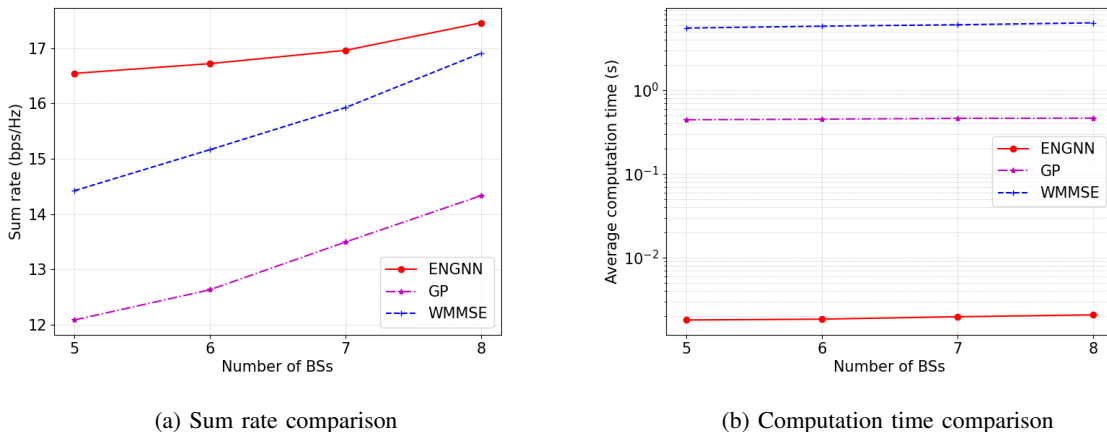 17
16
15
14
13
12
Sum rate (bps/Hz)
5 6 7 8
Number of BSs
ENGNN
GP
WMMSE
(a) Sum rate comparison
10⁰
10⁻¹
10⁻²
Average computation time (s)
5 6 7 8
Number of BSs
ENGNN
GP
WMMSE
(b) Computation time comparison